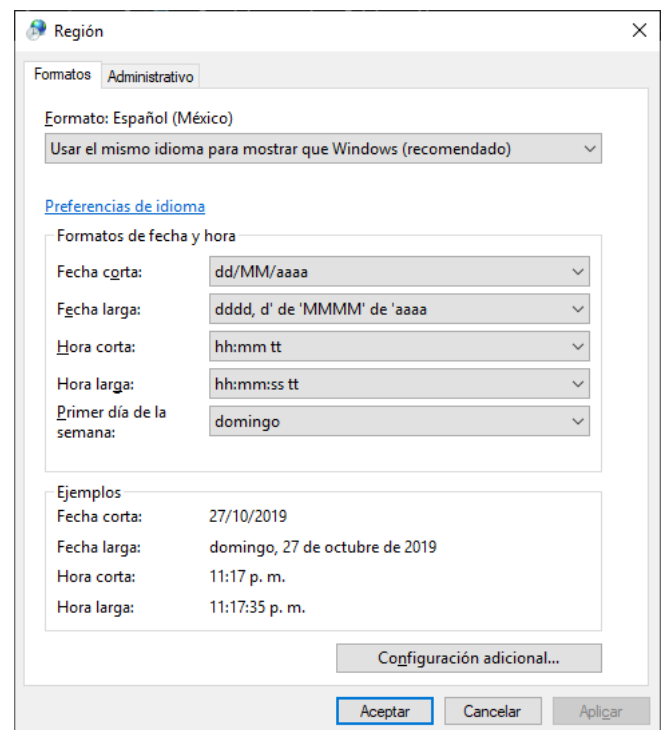 Región
Formatos
Administrativo
Formato: Español (México)
Usar el mismo idioma para mostrar que Windows (recomendado)
Preferencias de idioma
Formatos de fecha y hora
Fecha corta: dd/MM/aaaa
Fecha larga: dddd, d' de 'MMMM' de 'aaaa
Hora corta: hh:mm tt
Hora larga: hh:mm:ss tt
Primer día de la
semana: domingo
Ejemplos
Fecha corta: 27/10/2019
Fecha larga: domingo, 27 de octubre de 2019
Hora corta: 11:17 p. m.
Hora larga: 11:17:35 p. m.
Configuración adicional...
Aceptar
Cancelar
Aplicar